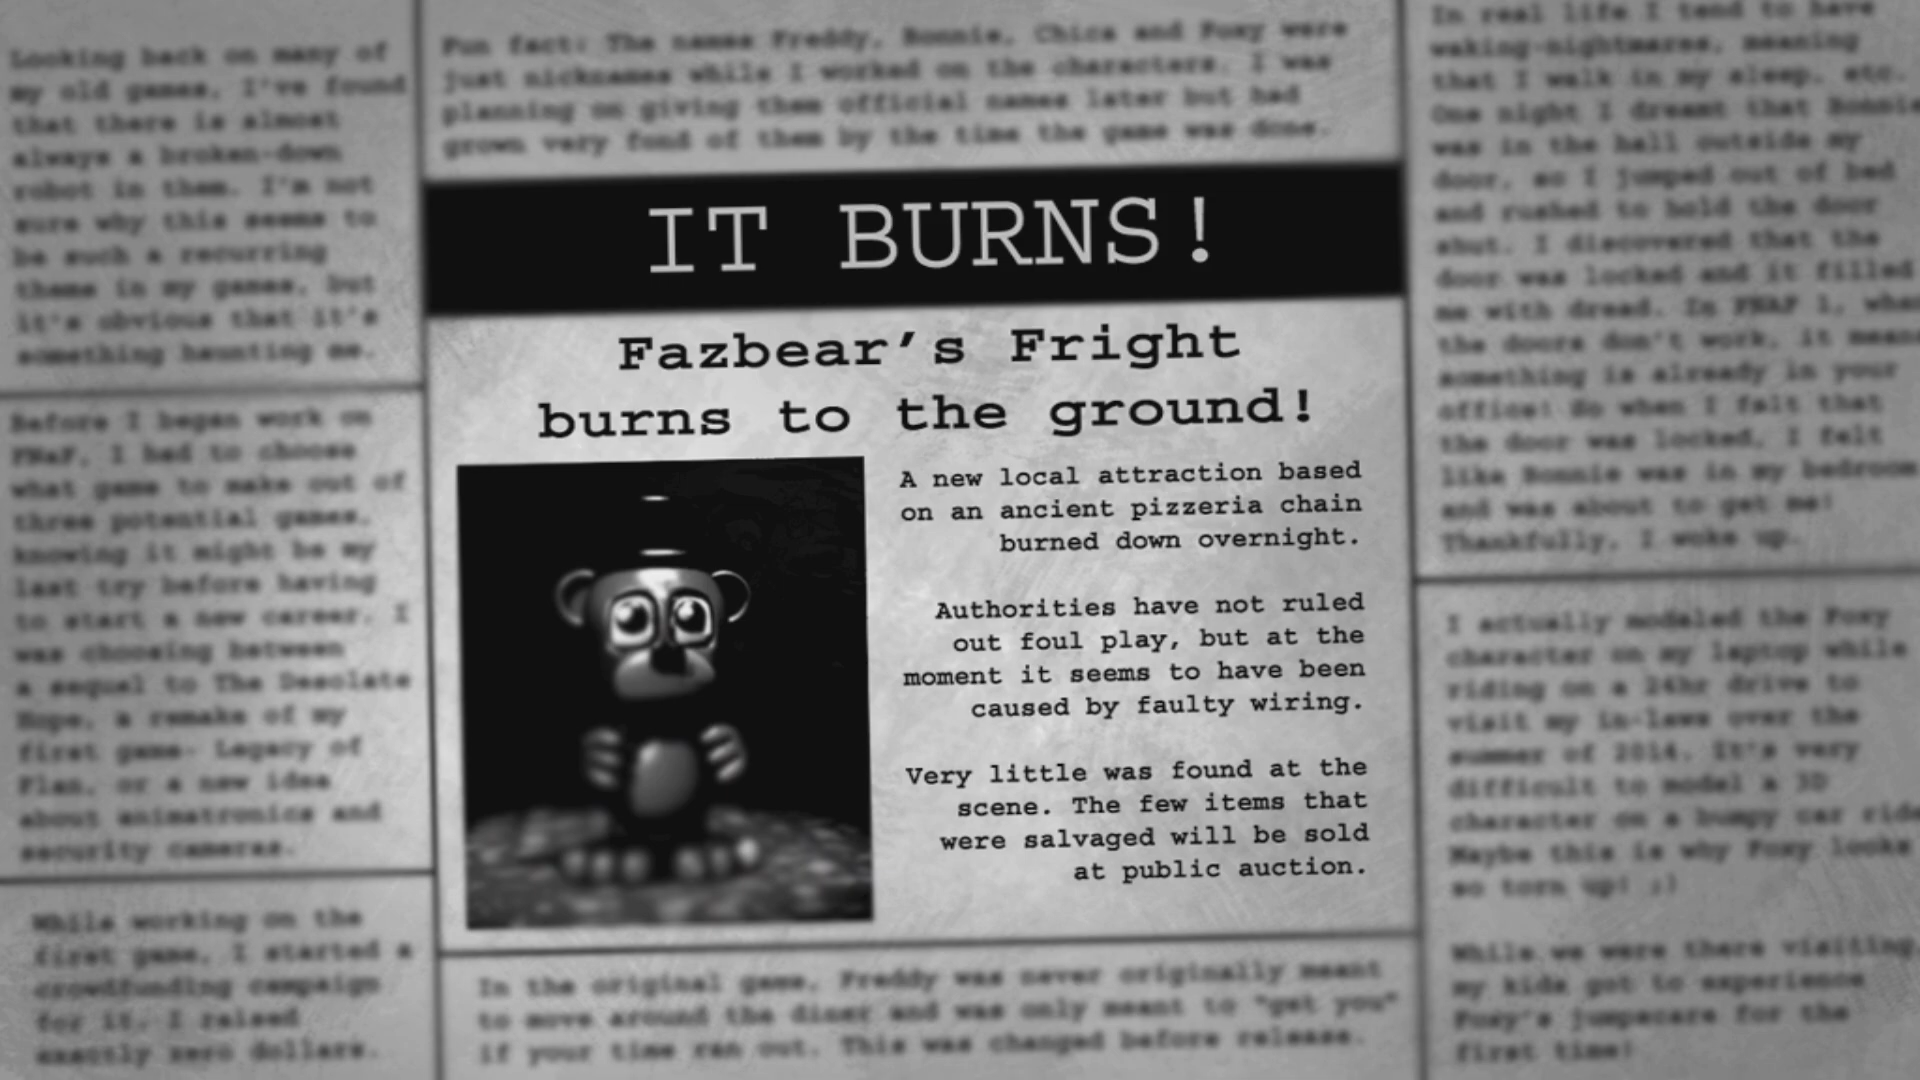 Looking back on many of
my old games, I've found
that there is almost
always a broken-down
robot in them. I'm not
sure why this seems to
be such a recurring
theme in my games, but
it's obvious that it's
something haunting me.
Before I began work on
FNaF, I had to choose
what game to make out of
three potential games,
knowing it might be my
last try before having
to start a new career. I
was choosing between
a sequel to The Desolate
Hope, a remake of my
first game- Legacy of
Flan, or a new idea
about animatronics and
security cameras.
While working on the
first game, I started a
crowdfunding campaign
for it. I raised
exactly zero dollars.
Fun fact: The names Freddy, Bonnie, Chica and Foxy were
just nicknames while I worked on the characters. I was
planning on giving them official names later but had
grown very fond of them by the time the game was done.
IT BURNS!
Fazbear's Fright
burns to the ground!
A new local attraction based
on an ancient pizzeria chain
burned down overnight.
Authorities have not ruled
out foul play, but at the
moment it seems to have been
caused by faulty wiring.
Very little was found at the
scene. The few items that
were salvaged will be sold
at public auction.
In the original game, Freddy was never originally meant
to move around the diner and was only meant to "get you"
if your time ran out. This was changed before release.
In real life I tend to have
waking-nightmares, meaning
that I walk in my sleep, etc.
One night I dreamt that Bonnie
was in the hall outside my
door, so I jumped out of bed
and rushed to hold the door
shut. I discovered that the
door was locked and it filled
me with dread. In FNAF 1, when
the doors don't work, it means
something is already in your
office! So when I felt that
the door was locked, I felt
like Bonnie was in my bedroom
and was about to get me!
Thankfully, I woke up.
I actually modeled the Foxy
character on my laptop while
riding on a 24hr drive to
visit my in-laws over the
summer of 2014. It's very
difficult to model a 3D
character on a bumpy car ride
Maybe this is why Foxy looks
so torn up! ;)
While we were there visiting,
my kids got to experience
Foxy's jumpscare for the
first time!